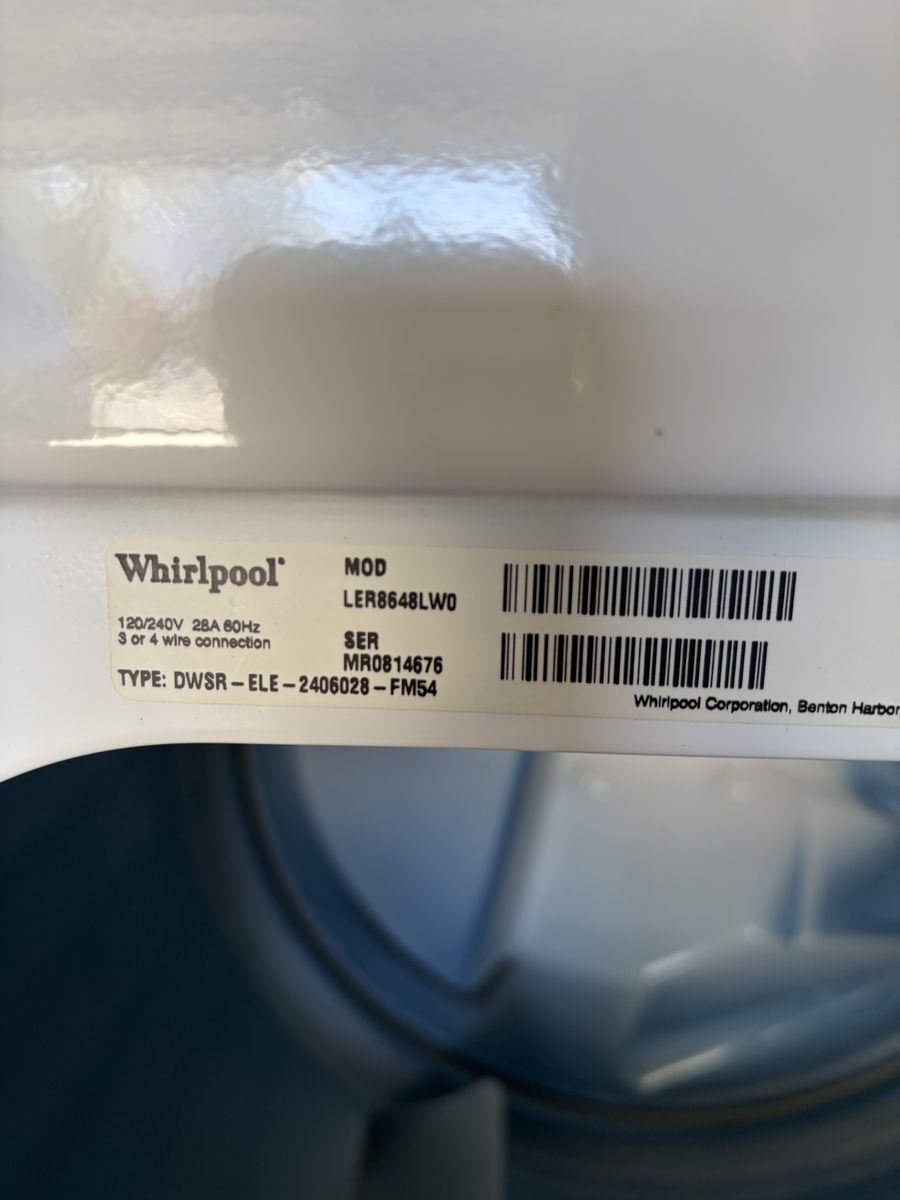 Whirlpool
120/240V 28A 60Hz
3 or 4 wire connection
MOD
LER8648LW0
SER
MR0814676
TYPE: DWSR-ELE-2406028-FM54
Whirlpool Corporation, Benton Harbor